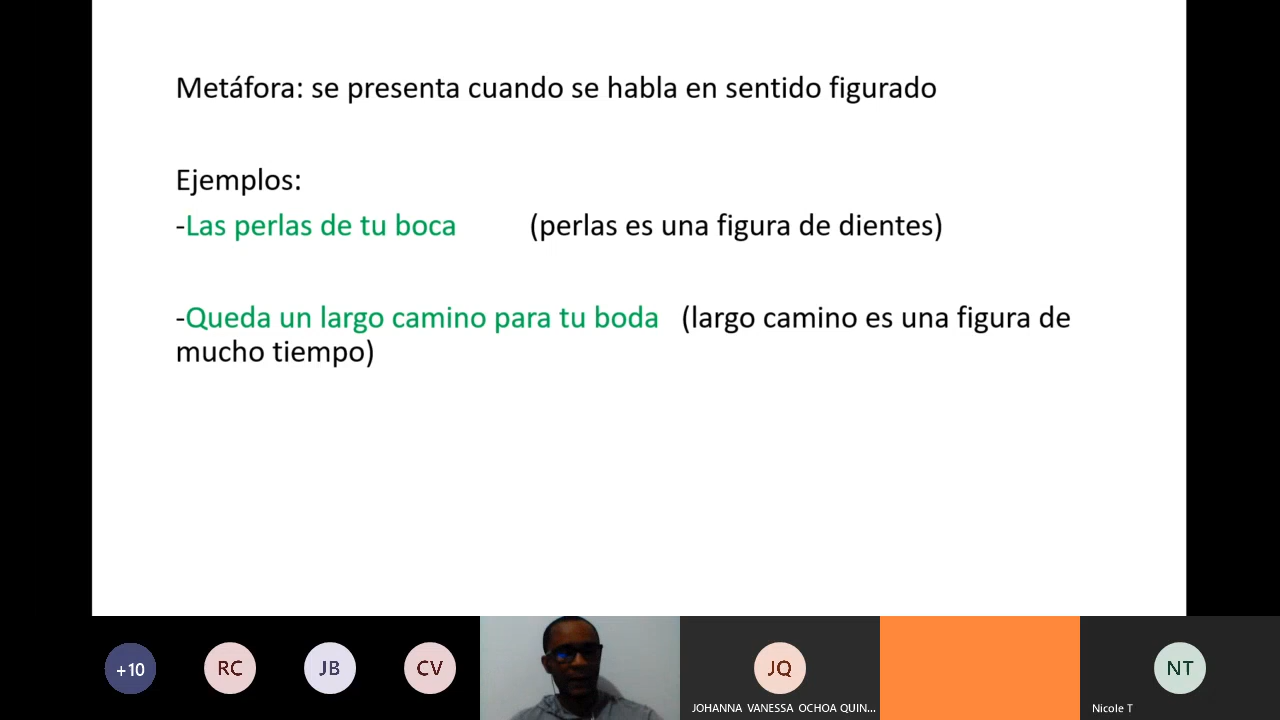 Metáfora: se presenta cuando se habla en sentido figurado
Ejemplos:
-Las perlas de tu boca (perlas es una figura de dientes)
-Queda un largo camino para tu boda (largo camino es una figura de
mucho tiempo)
+10 RC JB CV JQ NT
JOHANNA VANESSA OCHOA QUIN... Nicole T